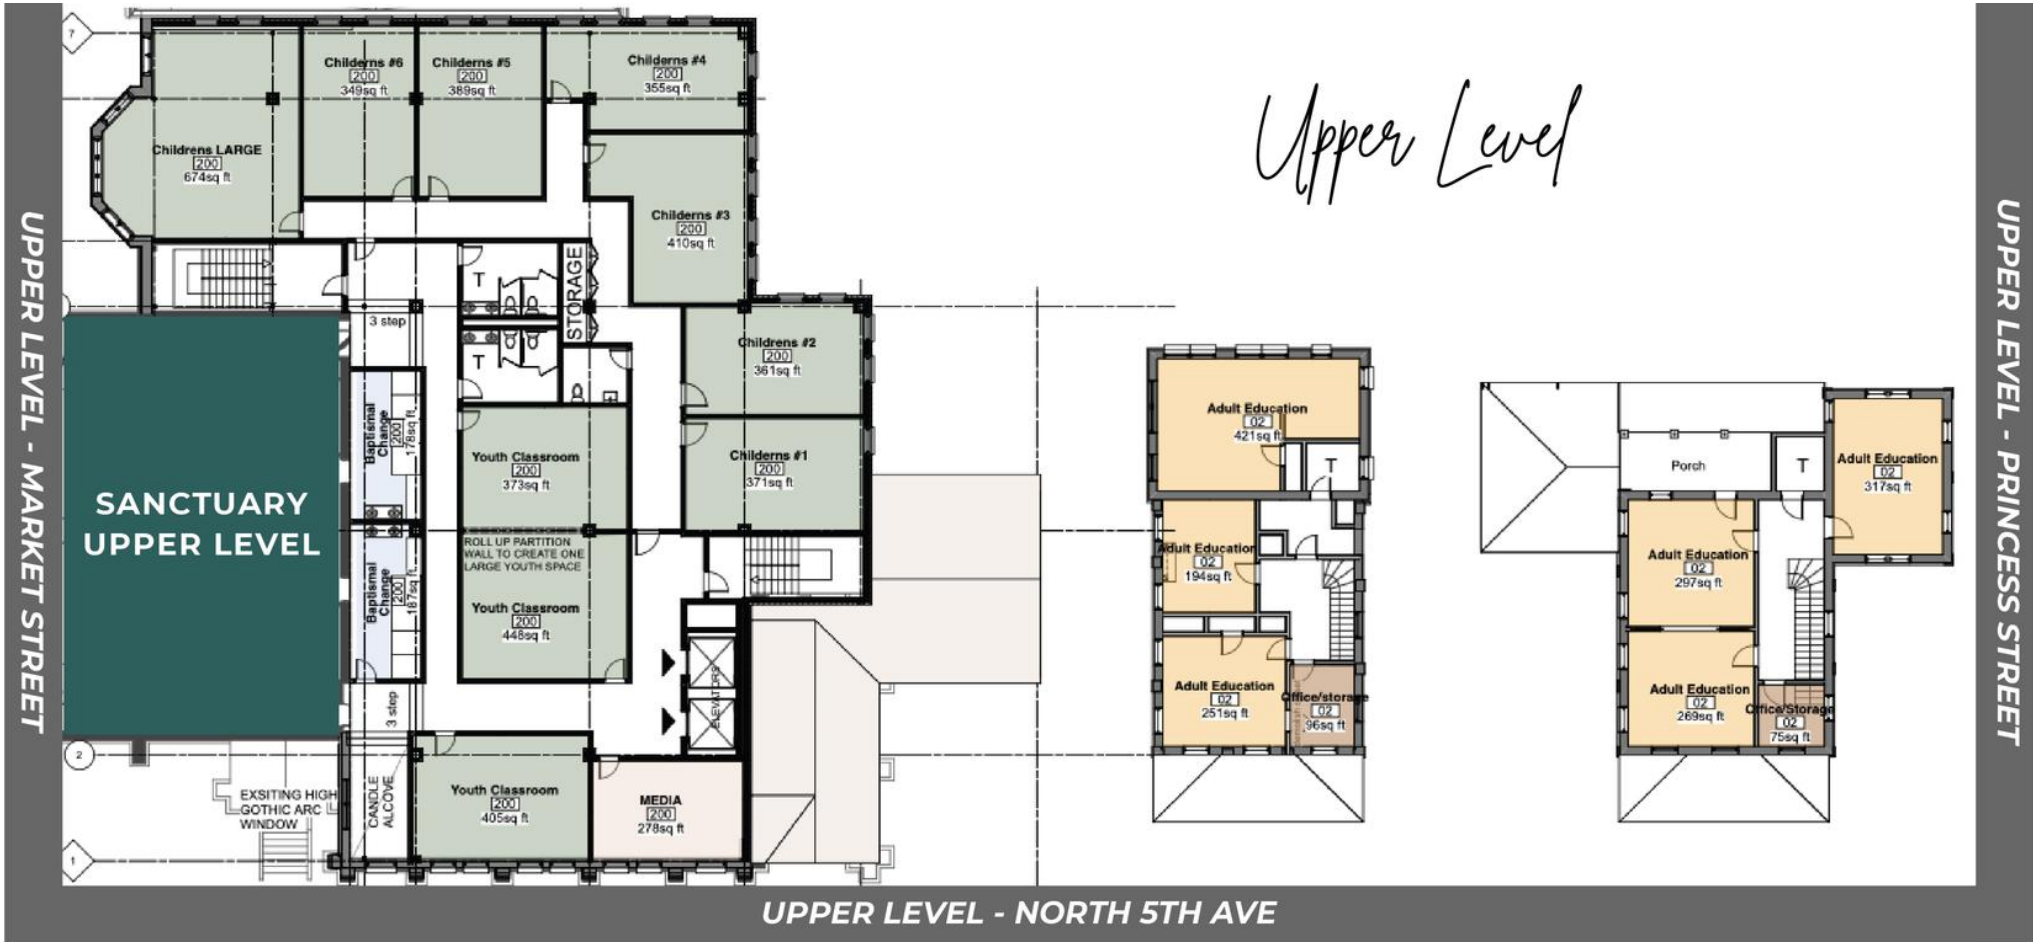 Upper Level
UPPER LEVEL - MARKET STREET
UPPER LEVEL - PRINCESS STREET
UPPER LEVEL - NORTH 5TH AVE
7
Childrens LARGE
200
674sq ft
Childerns #6
200
349sq ft
Childerns #5
200
389sq ft
Childerns #4
200
355sq ft
Childerns #3
200
410sq ft
T
STORAGE
T
3 step
Childrens #2
200
361sq ft
Childerns #1
200
371sq ft
SANCTUARY
UPPER LEVEL
Baptismal
Change
200
178sq ft
Baptismal
Change
200
187sq ft
Youth Classroom
200
373sq ft
ROLL UP PARTITION
WALL TO CREATE ONE
LARGE YOUTH SPACE
Youth Classroom
200
448sq ft
ELEVATORS
3 step
2
EXSITING HIGH
GOTHIC ARC
WINDOW
CANDLE
ALCOVE
Youth Classroom
200
405sq ft
MEDIA
200
278sq ft
1
Adult Education
02
421sq ft
T
Adult Education
02
194sq ft
Adult Education
02
251sq ft
Office/storage
02
96sq ft
Porch
T
Adult Education
02
317sq ft
Adult Education
02
297sq ft
Adult Education
02
269sq ft
Office/Storage
02
75sq ft